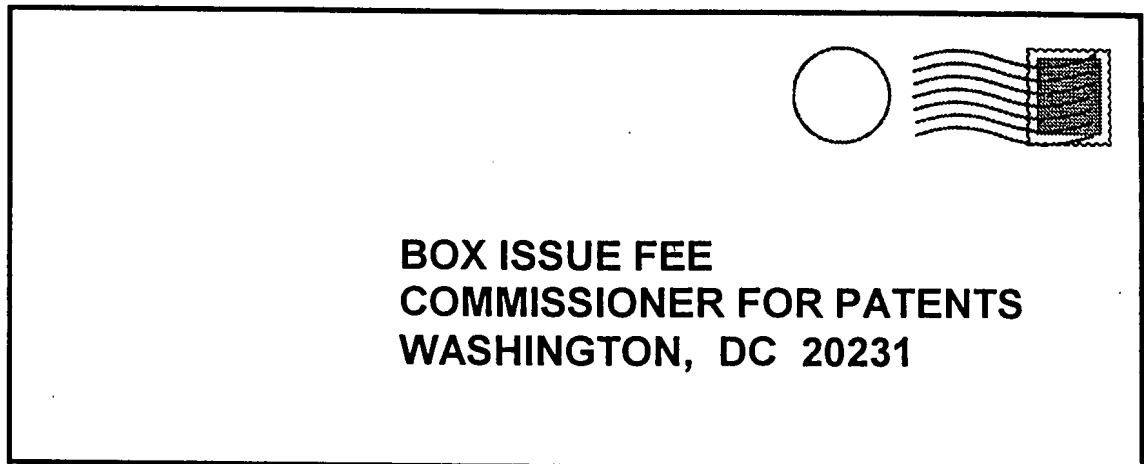 BOX ISSUE FEE
COMMISSIONER FOR PATENTS
WASHINGTON, DC 20231